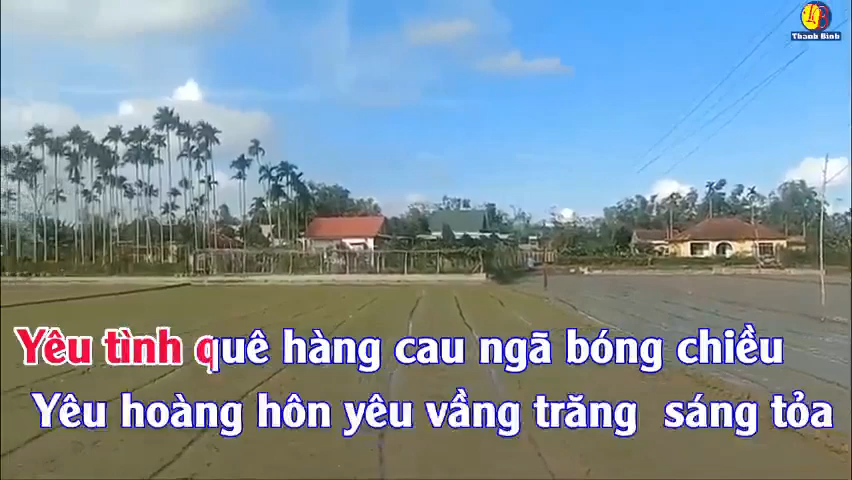 Thanh Bình
Yêu tình quê hàng cau ngã bóng chiều
Yêu hoàng hôn yêu vầng trăng sáng tỏa